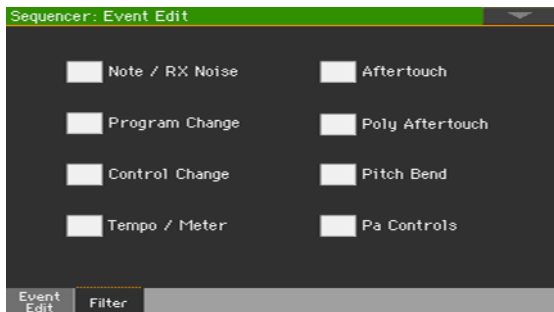 Sequencer: Event Edit
Note / RX Noise
Aftertouch
Program Change
Poly Aftertouch
Control Change
Pitch Bend
Tempo / Meter
Pa Controls
Event
Edit
Filter